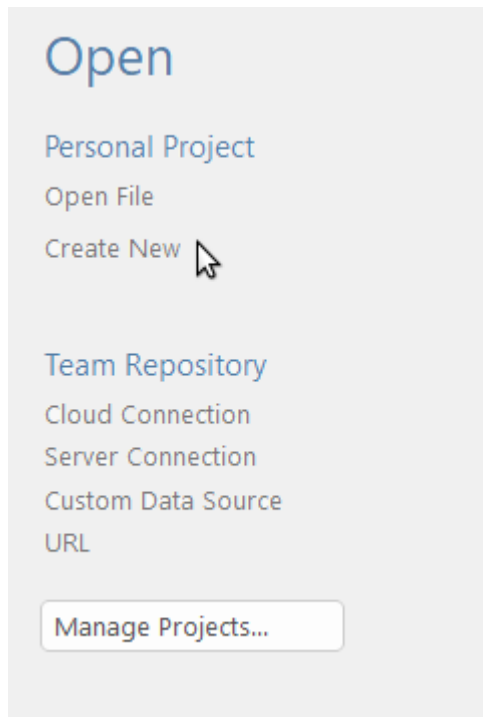 Open
Personal Project
Open File
Create New
Team Repository
Cloud Connection
Server Connection
Custom Data Source
URL
Manage Projects...